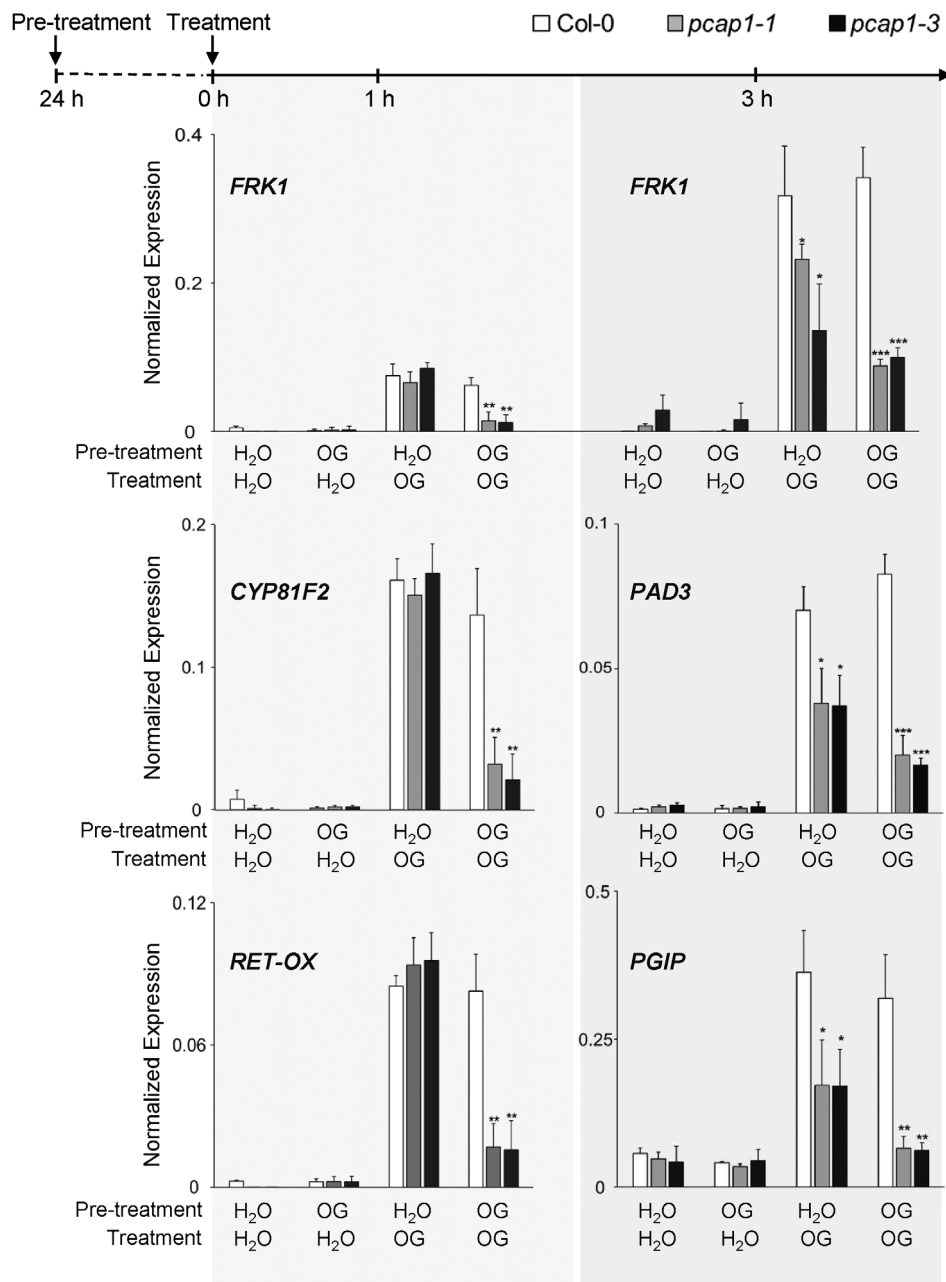 Pre-treatment Treatment Col-0 pcap1-1 pcap1-3
24 h 0 h 1 h 3 h
Normalized Expression
0.4
0.2
0
FRK1
** **
FRK1
* * *** ***
Pre-treatment H₂O OG H₂O OG H₂O OG H₂O OG
Treatment H₂O H₂O OG OG H₂O H₂O OG OG
Normalized Expression
0.2
0.1
0
CYP81F2
** **
0.1
0.05
0
PAD3
* * *** ***
Pre-treatment H₂O OG H₂O OG H₂O OG H₂O OG
Treatment H₂O H₂O OG OG H₂O H₂O OG OG
Normalized Expression
0.12
0.06
0
RET-OX
** **
0.5
0.25
0
PGIP
* * ** **
Pre-treatment H₂O OG H₂O OG H₂O OG H₂O OG
Treatment H₂O H₂O OG OG H₂O H₂O OG OG